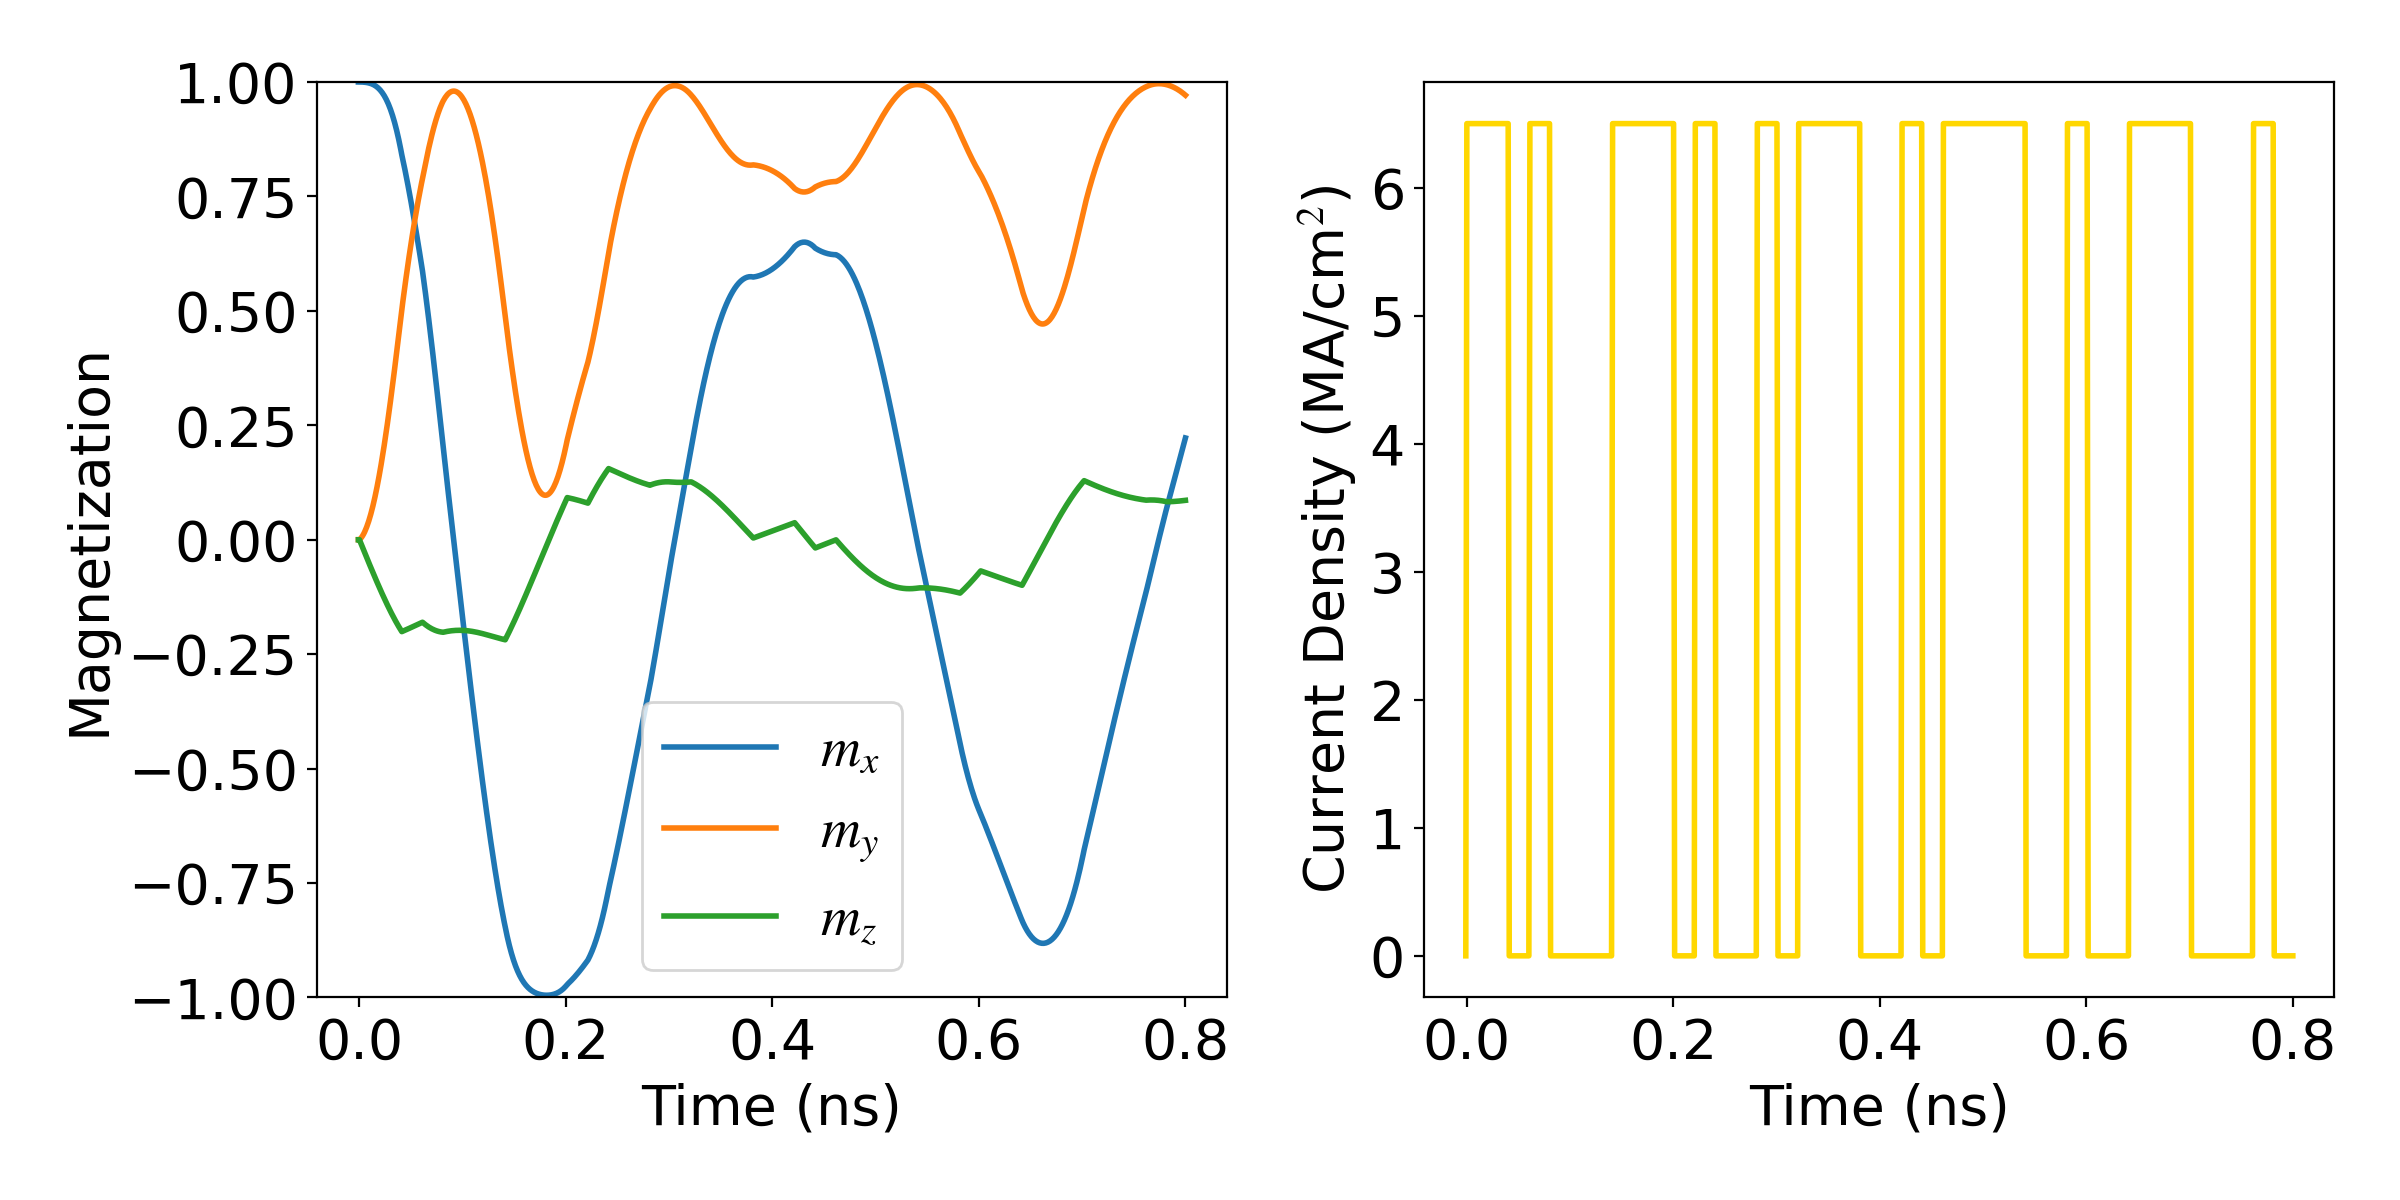 1.00
0.75
0.50
0.25
0.00
−0.25
−0.50
−0.75
−1.00
Magnetization
0.0 0.2 0.4 0.6 0.8
Time (ns)
m_x
m_y
m_z
6
5
4
3
2
1
0
Current Density (MA/cm²)
0.0 0.2 0.4 0.6 0.8
Time (ns)